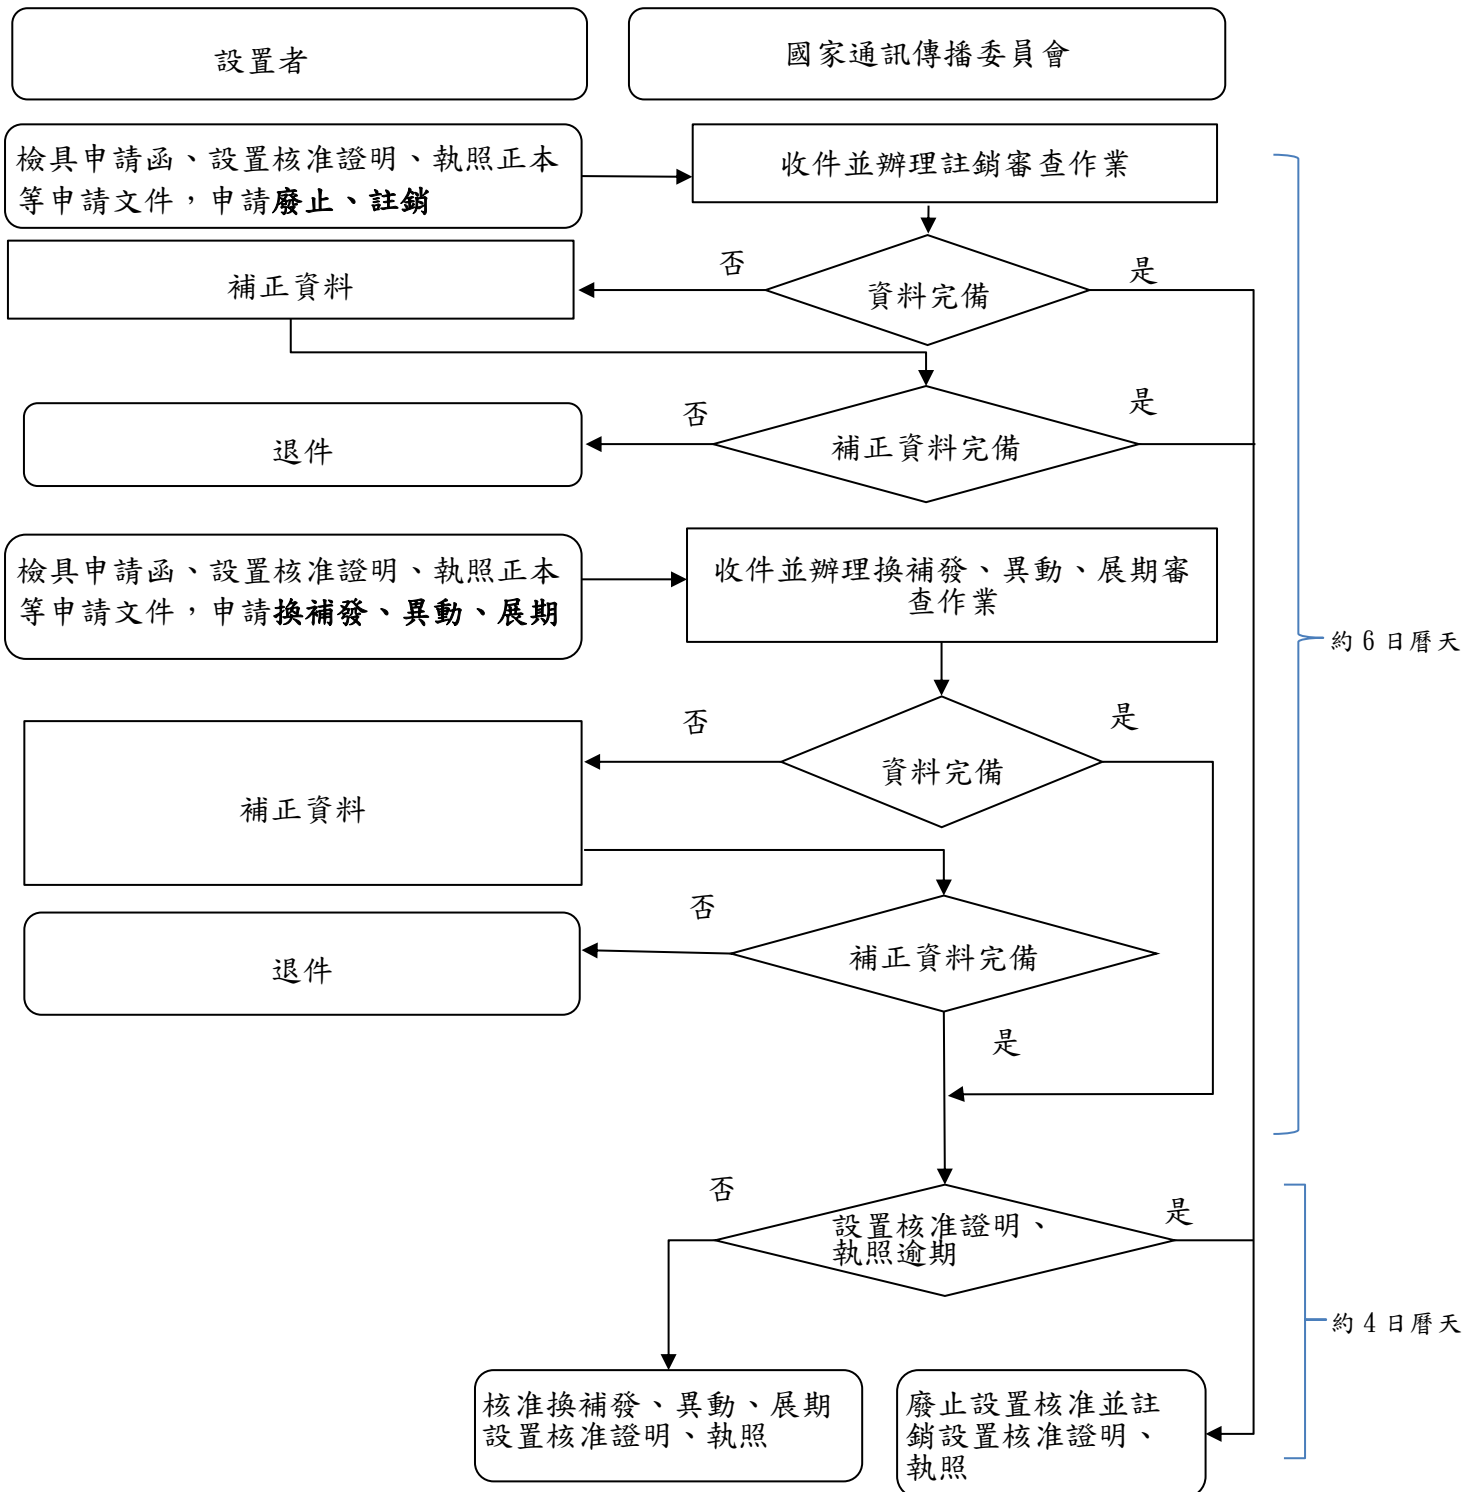 設置者
國家通訊傳播委員會
檢具申請函、設置核准證明、執照正本
等申請文件，申請廢止、註銷
收件並辦理註銷審查作業
否
是
補正資料
資料完備
否
是
退件
補正資料完備
檢具申請函、設置核准證明、執照正本
等申請文件，申請換補發、異動、展期
收件並辦理換補發、異動、展期審
查作業
約 6 日曆天
否
是
補正資料
資料完備
否
退件
補正資料完備
是
否
是
設置核准證明、
執照逾期
約 4 日曆天
核准換補發、異動、展期
設置核准證明、執照
廢止設置核准並註
銷設置核准證明、
執照